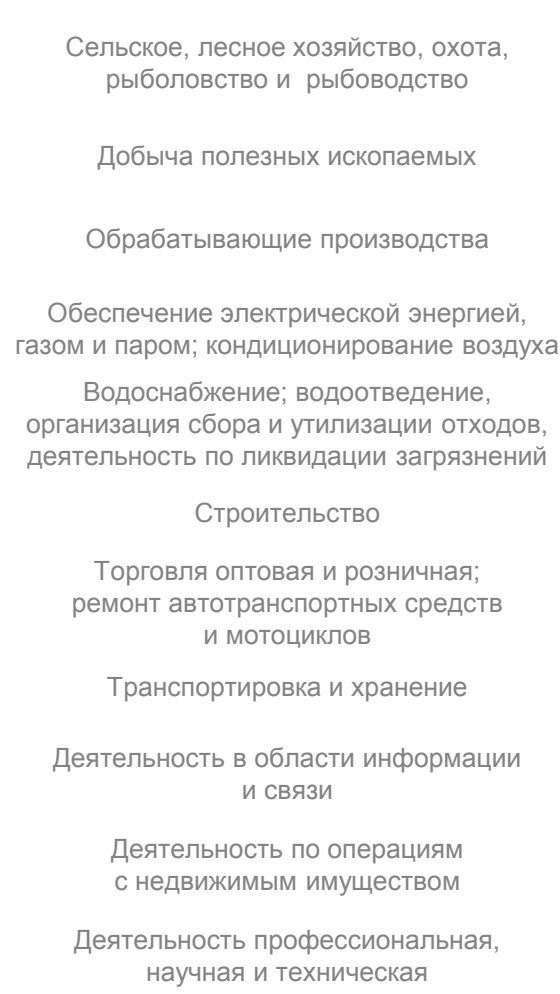 Сельское, лесное хозяйство, охота,
рыболовство и  рыбоводство
Добыча полезных ископаемых
Обрабатывающие производства
Обеспечение электрической энергией,
газом и паром; кондиционирование воздуха
Водоснабжение; водоотведение,
организация сбора и утилизации отходов,
деятельность по ликвидации загрязнений
Строительство
Торговля оптовая и розничная;
ремонт автотранспортных средств
и мотоциклов
Транспортировка и хранение
Деятельность в области информации
и связи
Деятельность по операциям
с недвижимым имуществом
Деятельность профессиональная,
научная и техническая